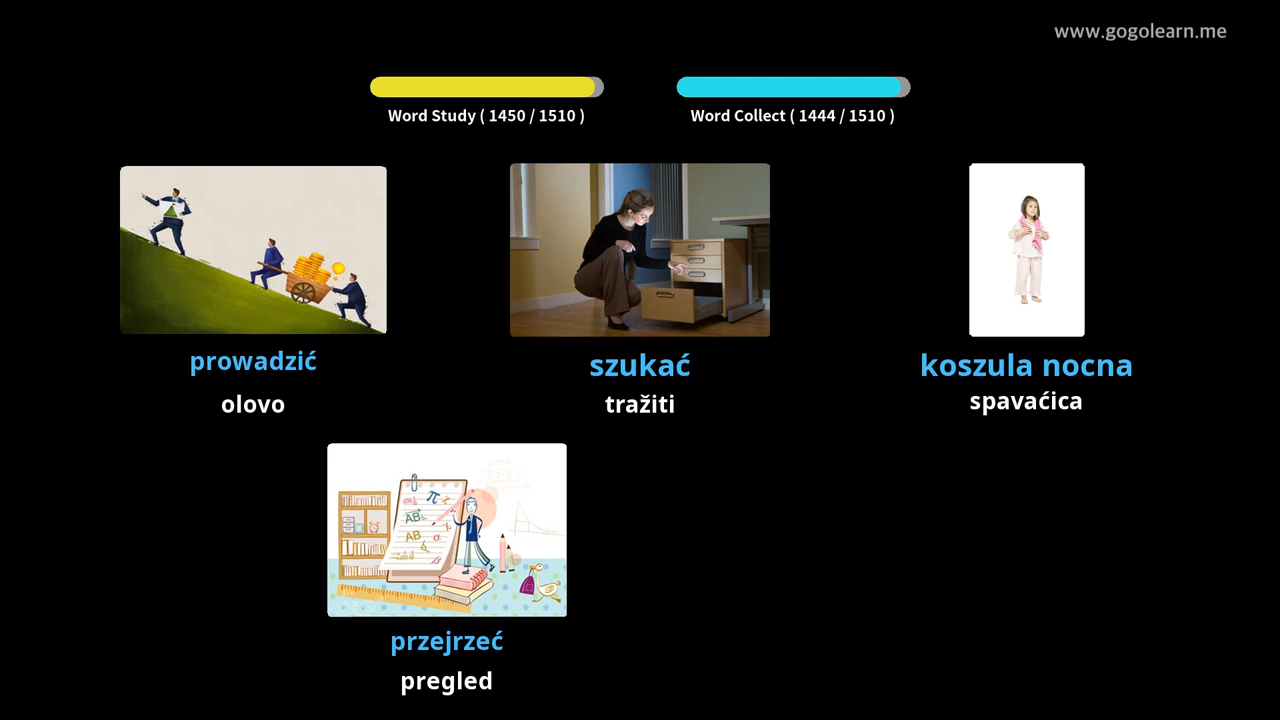 www.gogolearn.me
Word Study ( 1450 / 1510 )
Word Collect ( 1444 / 1510 )
prowadzić
olovo
szukać
tražiti
koszula nocna
spavaćica
przejrzeć
pregled